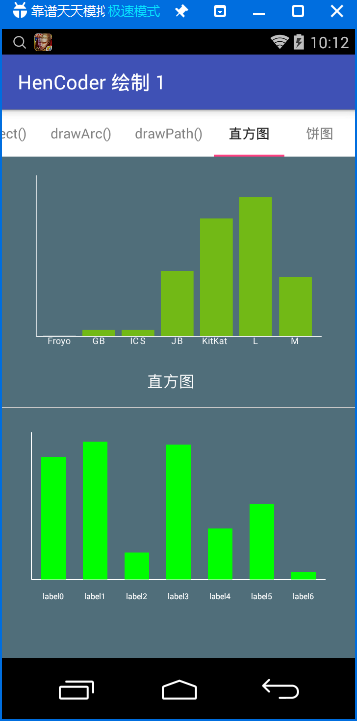 靠谱天天模拟 极速模式
10:12
HenCoder 绘制 1
ect() drawArc() drawPath() 直方图 饼图
Froyo GB ICS JB KitKat L M
直方图
label0 label1 label2 label3 label4 label5 label6